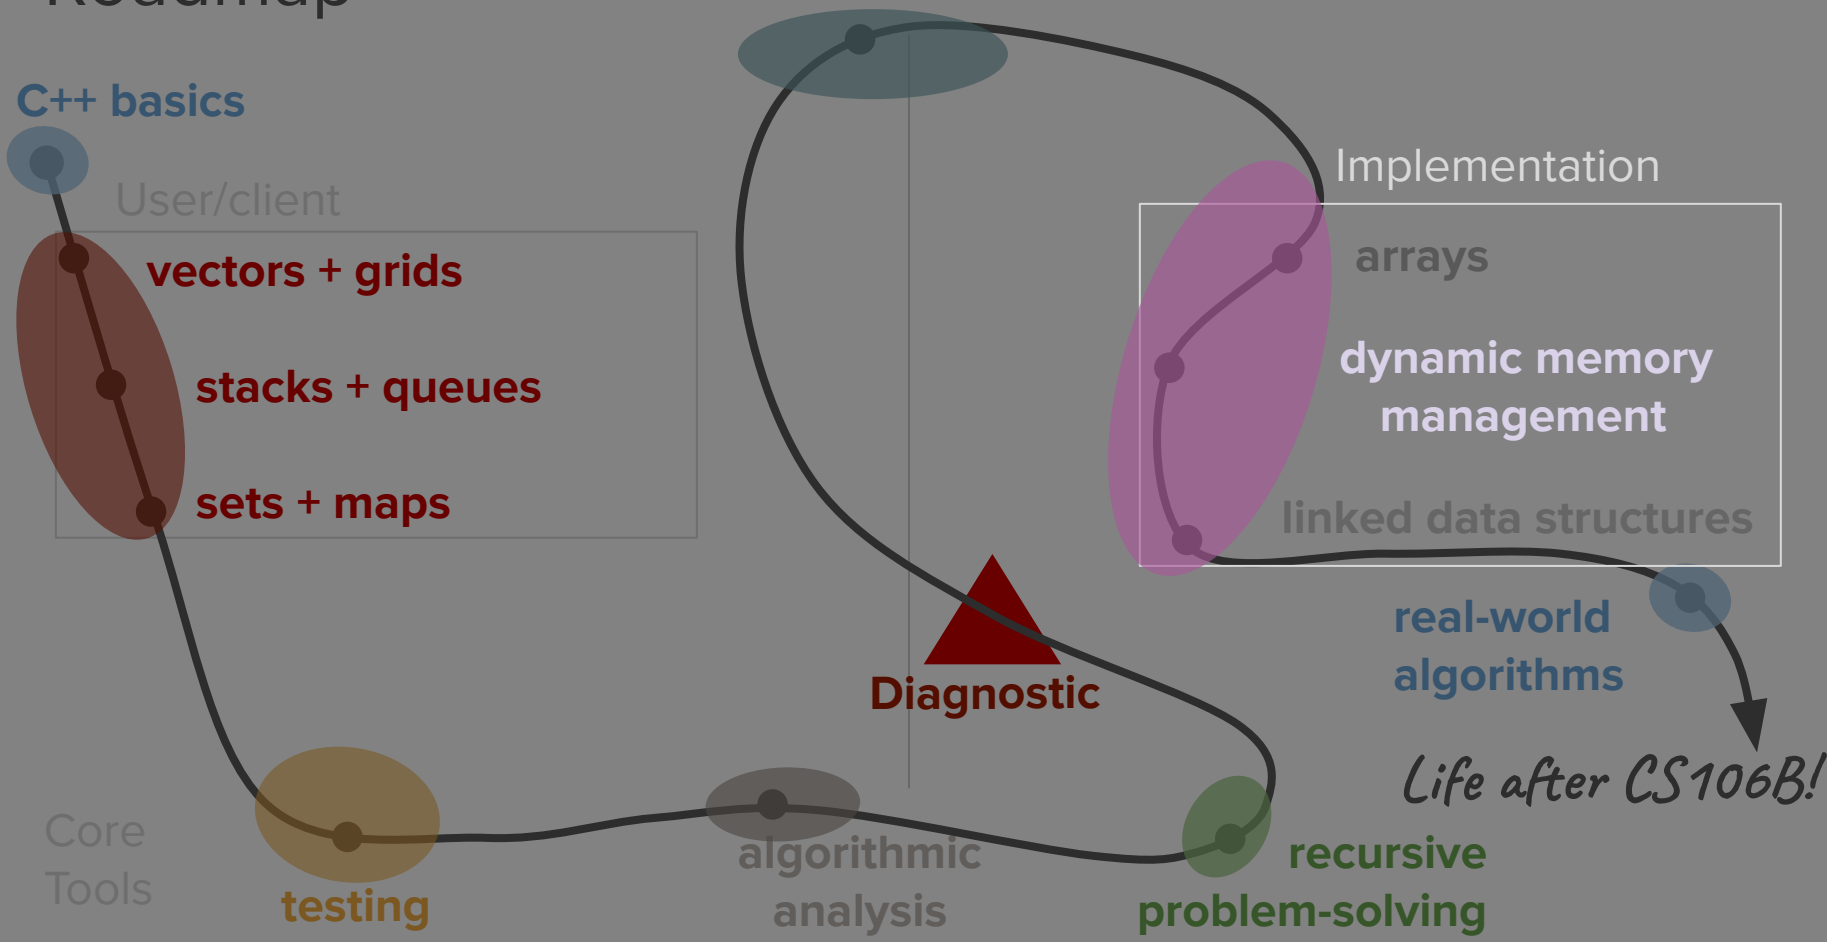 Roadmap
C++ basics
User/client
vectors + grids
stacks + queues
sets + maps
Core
Tools
testing
algorithmic
analysis
recursive
problem-solving
Diagnostic
Implementation
arrays
dynamic memory
management
linked data structures
real-world
algorithms
Life after CS106B!